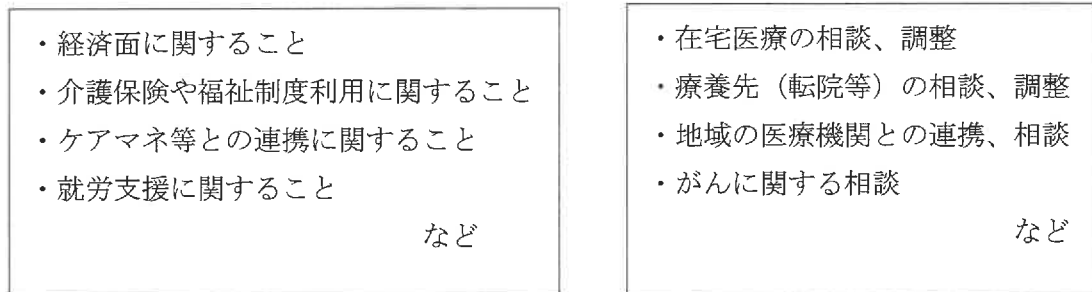 ・経済面に関すること
・介護保険や福祉制度利用に関すること
・ケアマネ等との連携に関すること
・就労支援に関すること
など
・在宅医療の相談、調整
・療養先（転院等）の相談、調整
・地域の医療機関との連携、相談
・がんに関する相談
など